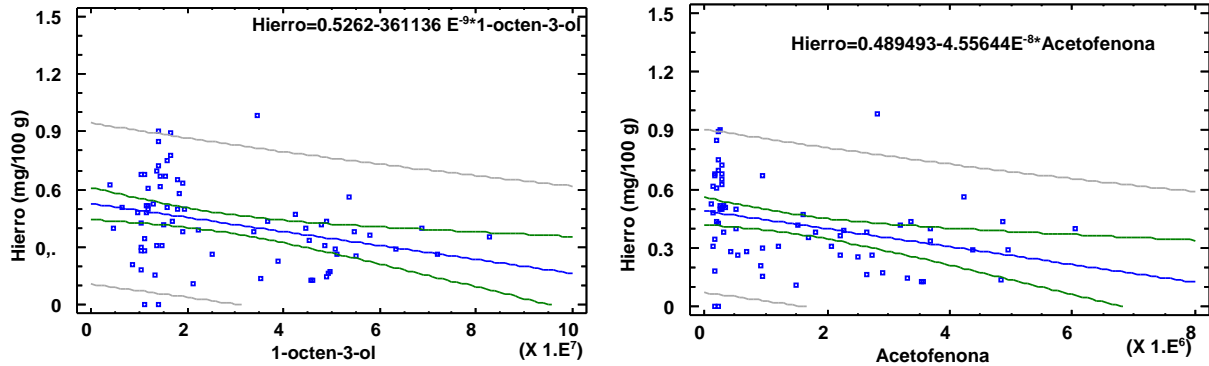 Hierro=0.5262-361136 E-9*1-octen-3-ol
1.5
1.2
0.9
0.6
0,.
0
Hierro (mg/100 g)
0 2 4 6 8 10
1-octen-3-ol
(X 1.E7)
Hierro=0.489493-4.55644E-8*Acetofenona
1.5
1.2
0.9
0.6
0.3
0
Hierro (mg/100 g)
0 2 4 6 8
Acetofenona
(X 1.E6)